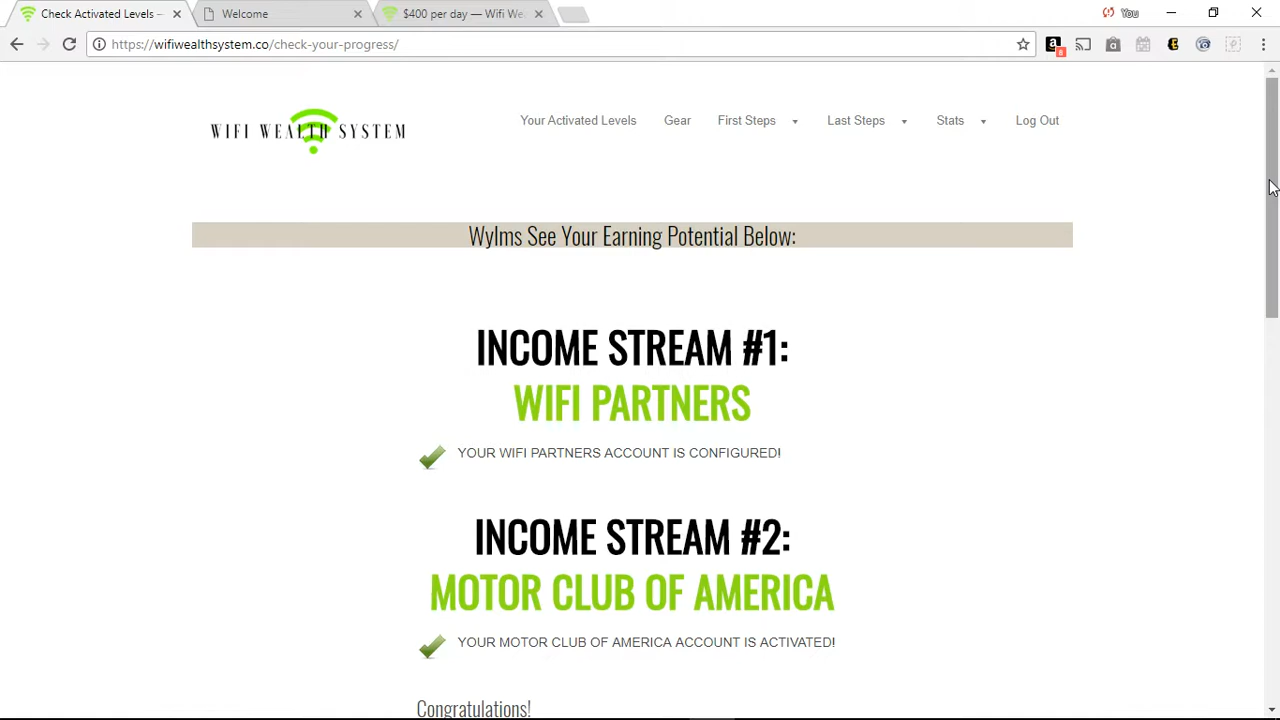 Check Activated Levels –
Welcome
$400 per day — Wifi We
You
https://wifiwealthsystem.co/check-your-progress/
WIFI WEALTH SYSTEM
Your Activated Levels
Gear
First Steps
Last Steps
Stats
Log Out
Wylms See Your Earning Potential Below:
INCOME STREAM #1:
WIFI PARTNERS
YOUR WIFI PARTNERS ACCOUNT IS CONFIGURED!
INCOME STREAM #2:
MOTOR CLUB OF AMERICA
YOUR MOTOR CLUB OF AMERICA ACCOUNT IS ACTIVATED!
Congratulations!